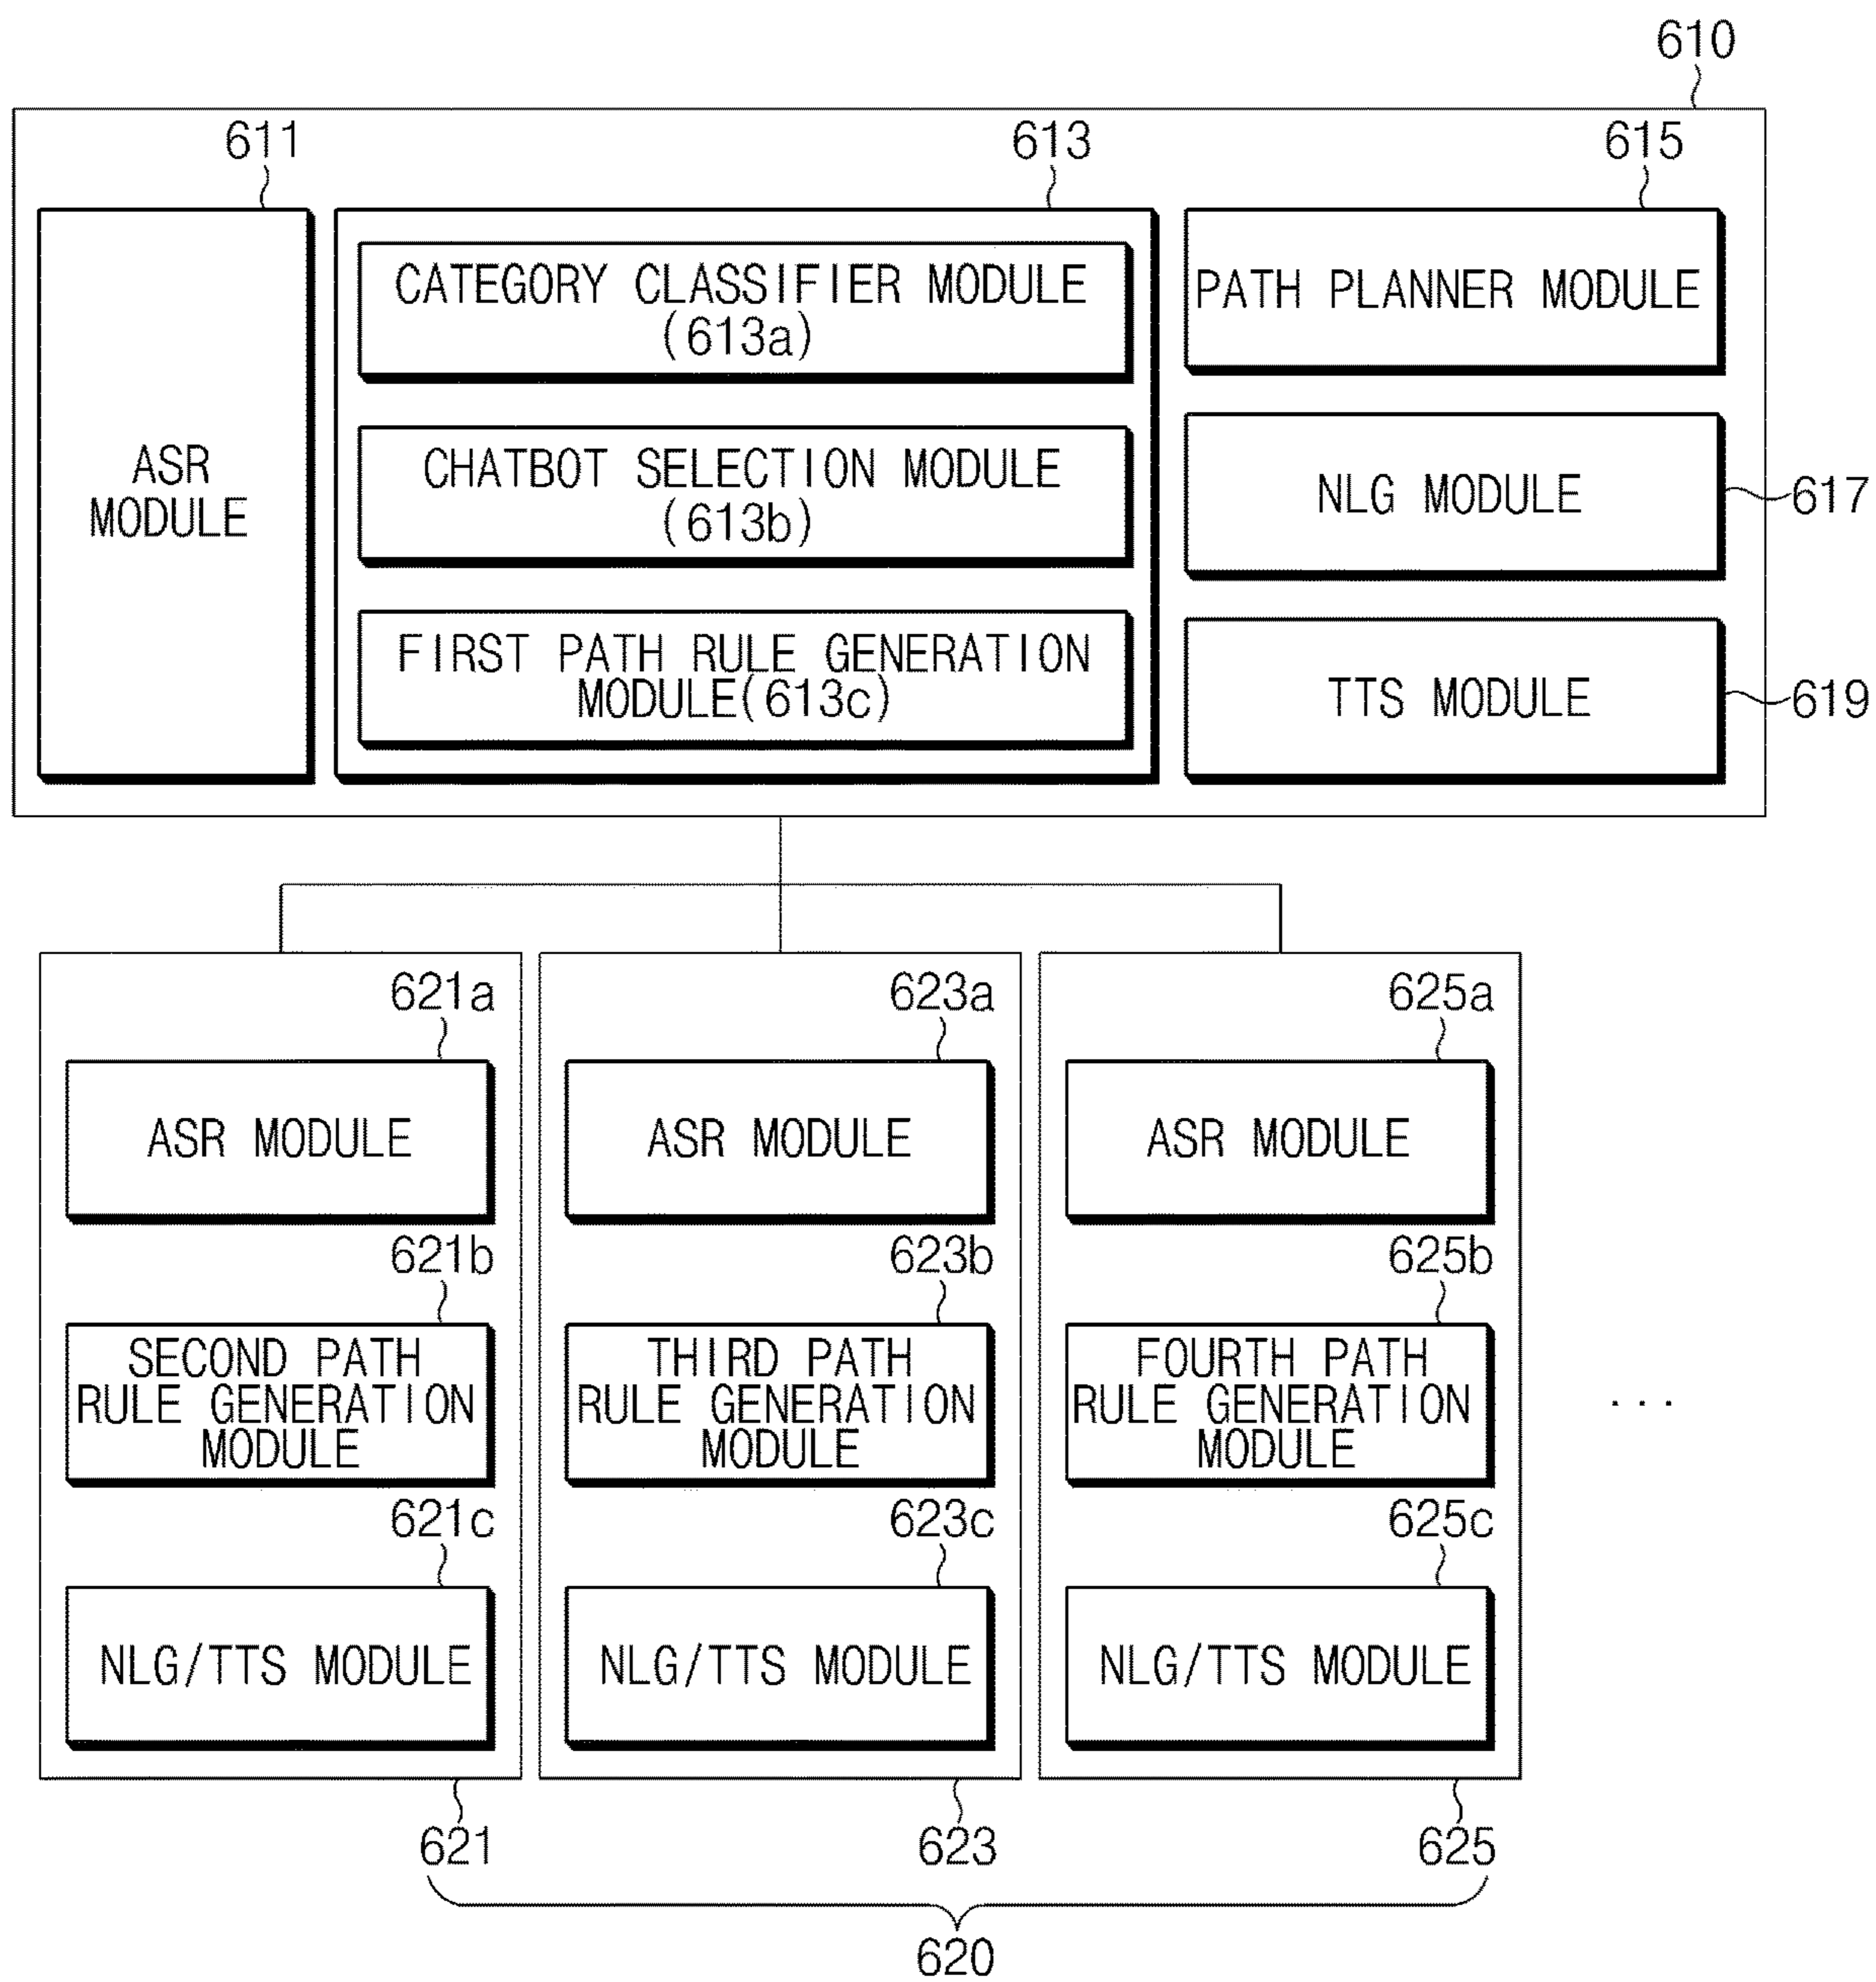 610
611
613
615
CATEGORY CLASSIFIER MODULE
(613a)
PATH PLANNER MODULE
ASR
MODULE
CHATBOT SELECTION MODULE
(613b)
NLG MODULE
617
FIRST PATH RULE GENERATION
MODULE(613c)
TTS MODULE
619
621a
623a
625a
ASR MODULE
ASR MODULE
ASR MODULE
621b
623b
625b
SECOND PATH
RULE GENERATION
MODULE
THIRD PATH
RULE GENERATION
MODULE
FOURTH PATH
RULE GENERATION
MODULE
...
621c
623c
625c
NLG/TTS MODULE
NLG/TTS MODULE
NLG/TTS MODULE
621
623
625
620